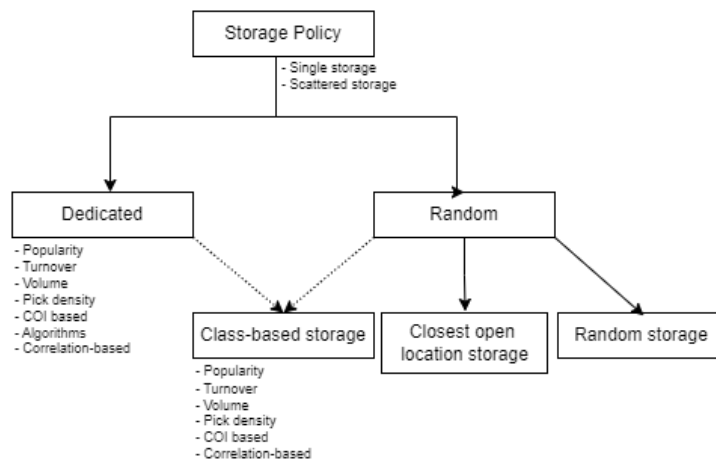 Storage Policy
- Single storage
- Scattered storage
Dedicated
- Popularity
- Turnover
- Volume
- Pick density
- COI based
- Algorithms
- Correlation-based
Random
Class-based storage
- Popularity
- Turnover
- Volume
- Pick density
- COI based
- Correlation-based
Closest open
location storage
Random storage